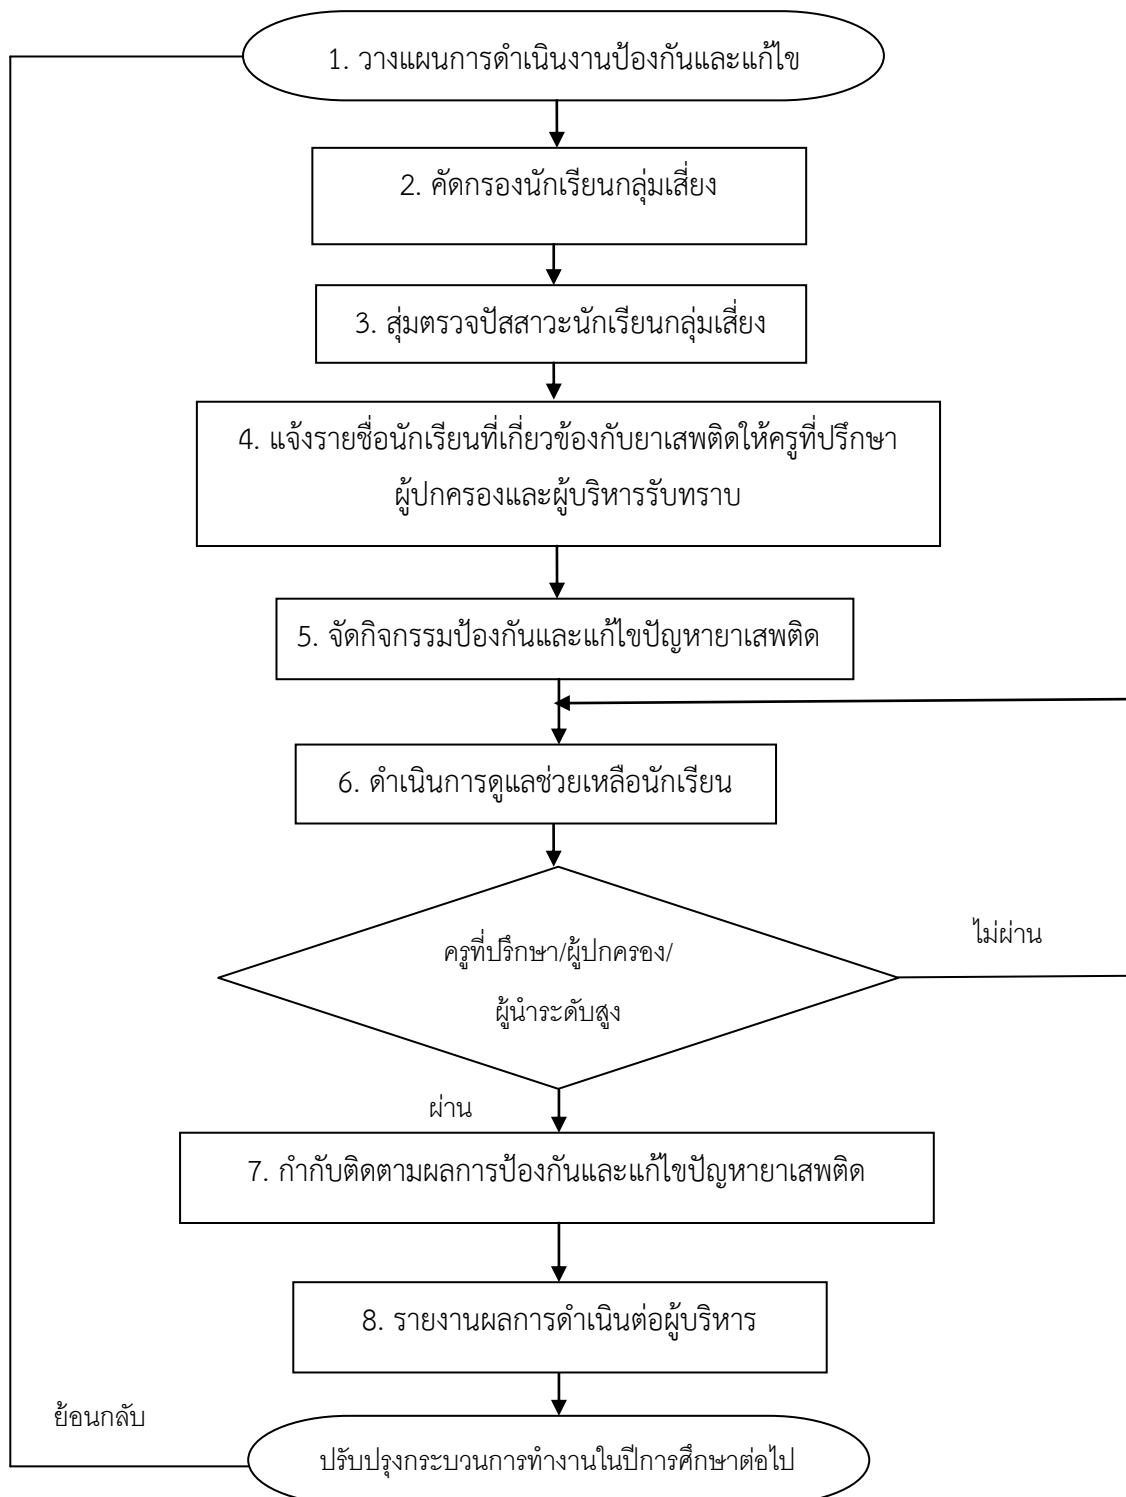 1. วางแผนการดำเนินงานป้องกันและแก้ไข
2. คัดกรองนักเรียนกลุ่มเสี่ยง
3. สุ่มตรวจปัสสาวะนักเรียนกลุ่มเสี่ยง
4. แจ้งรายชื่อนักเรียนที่เกี่ยวข้องกับยาเสพติดให้ครูที่ปรึกษา
ผู้ปกครองและผู้บริหารรับทราบ
5. จัดกิจกรรมป้องกันและแก้ไขปัญหายาเสพติด
6. ดำเนินการดูแลช่วยเหลือนักเรียน
ไม่ผ่าน
ครูที่ปรึกษา/ผู้ปกครอง/
ผู้นำระดับสูง
ผ่าน
7. กำกับติดตามผลการป้องกันและแก้ไขปัญหายาเสพติด
8. รายงานผลการดำเนินต่อผู้บริหาร
ย้อนกลับ
ปรับปรุงกระบวนการทำงานในปีการศึกษาต่อไป